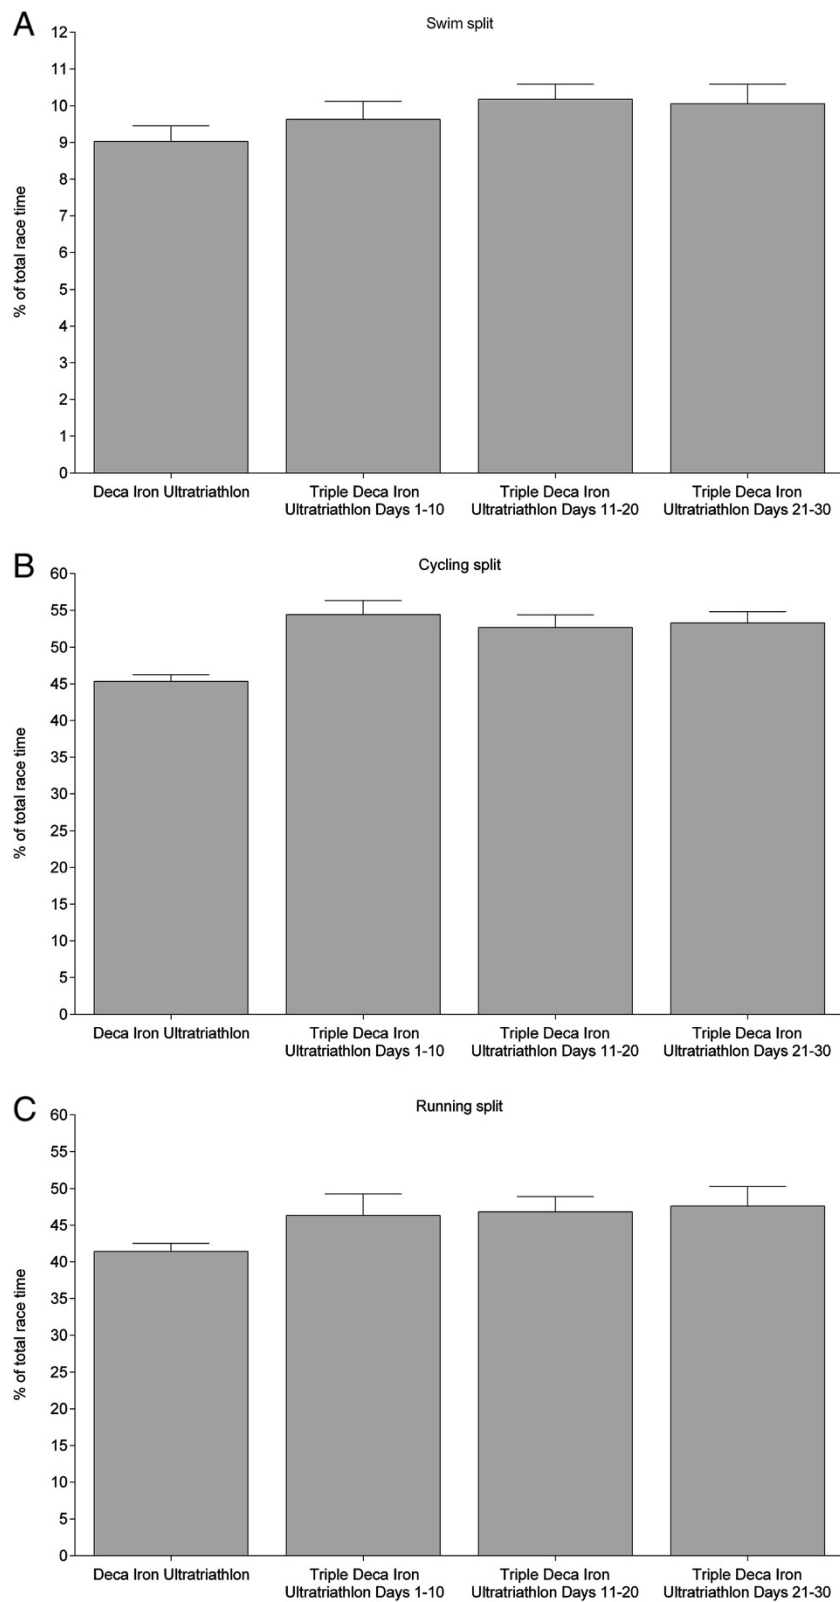 A
Swim split
12
11
10
9
8
7
6
5
4
3
2
1
0
% of total race time
Deca Iron Ultratriathlon
Triple Deca Iron
Ultratriathlon Days 1-10
Triple Deca Iron
Ultratriathlon Days 11-20
Triple Deca Iron
Ultratriathlon Days 21-30
B
Cycling split
60
55
50
45
40
35
30
25
20
15
10
5
0
% of total race time
Deca Iron Ultratriathlon
Triple Deca Iron
Ultratriathlon Days 1-10
Triple Deca Iron
Ultratriathlon Days 11-20
Triple Deca Iron
Ultratriathlon Days 21-30
C
Running split
60
55
50
45
40
35
30
25
20
15
10
5
0
% of total race time
Deca Iron Ultratriathlon
Triple Deca Iron
Ultratriathlon Days 1-10
Triple Deca Iron
Ultratriathlon Days 11-20
Triple Deca Iron
Ultratriathlon Days 21-30